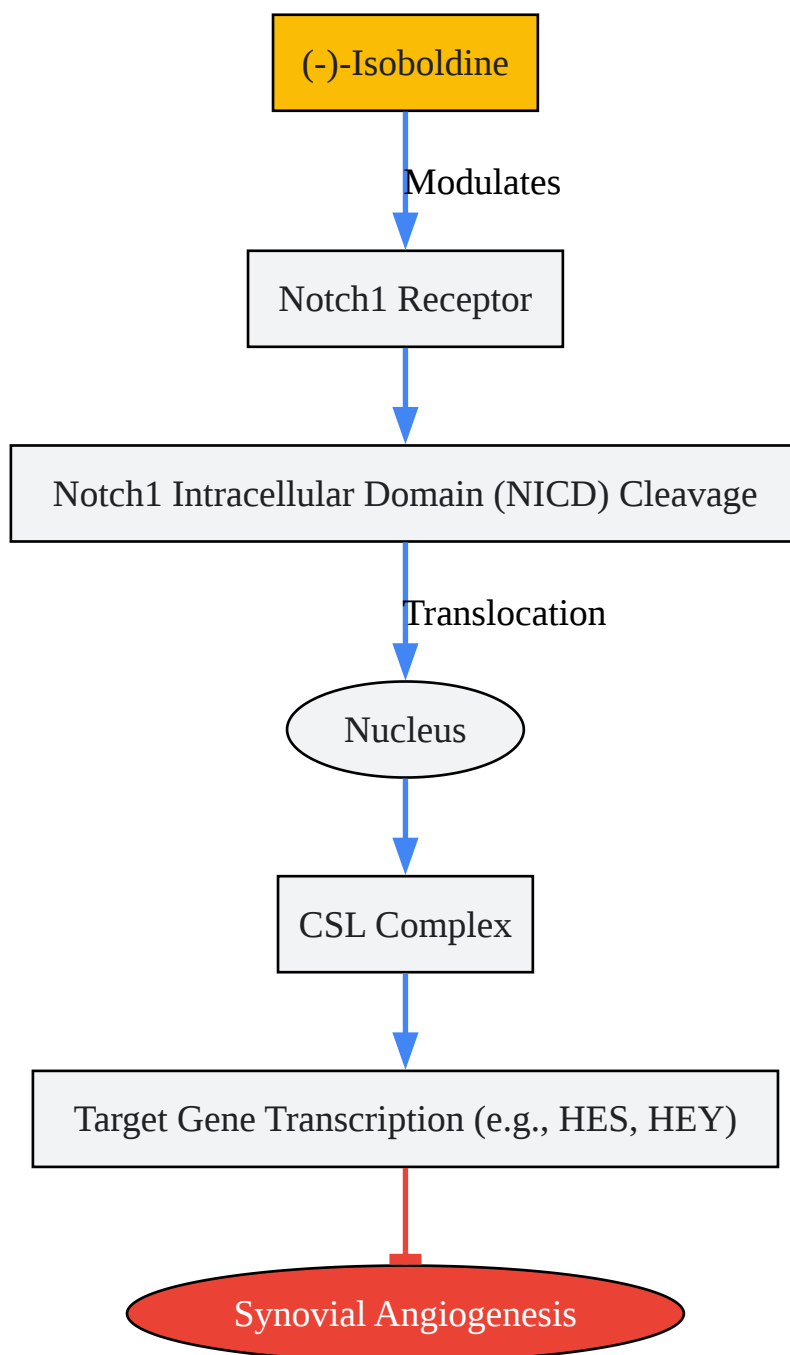 (-)-Isoboldine
Modulates
Notch1 Receptor
Notch1 Intracellular Domain (NICD) Cleavage
Translocation
Nucleus
CSL Complex
Target Gene Transcription (e.g., HES, HEY)
Synovial Angiogenesis